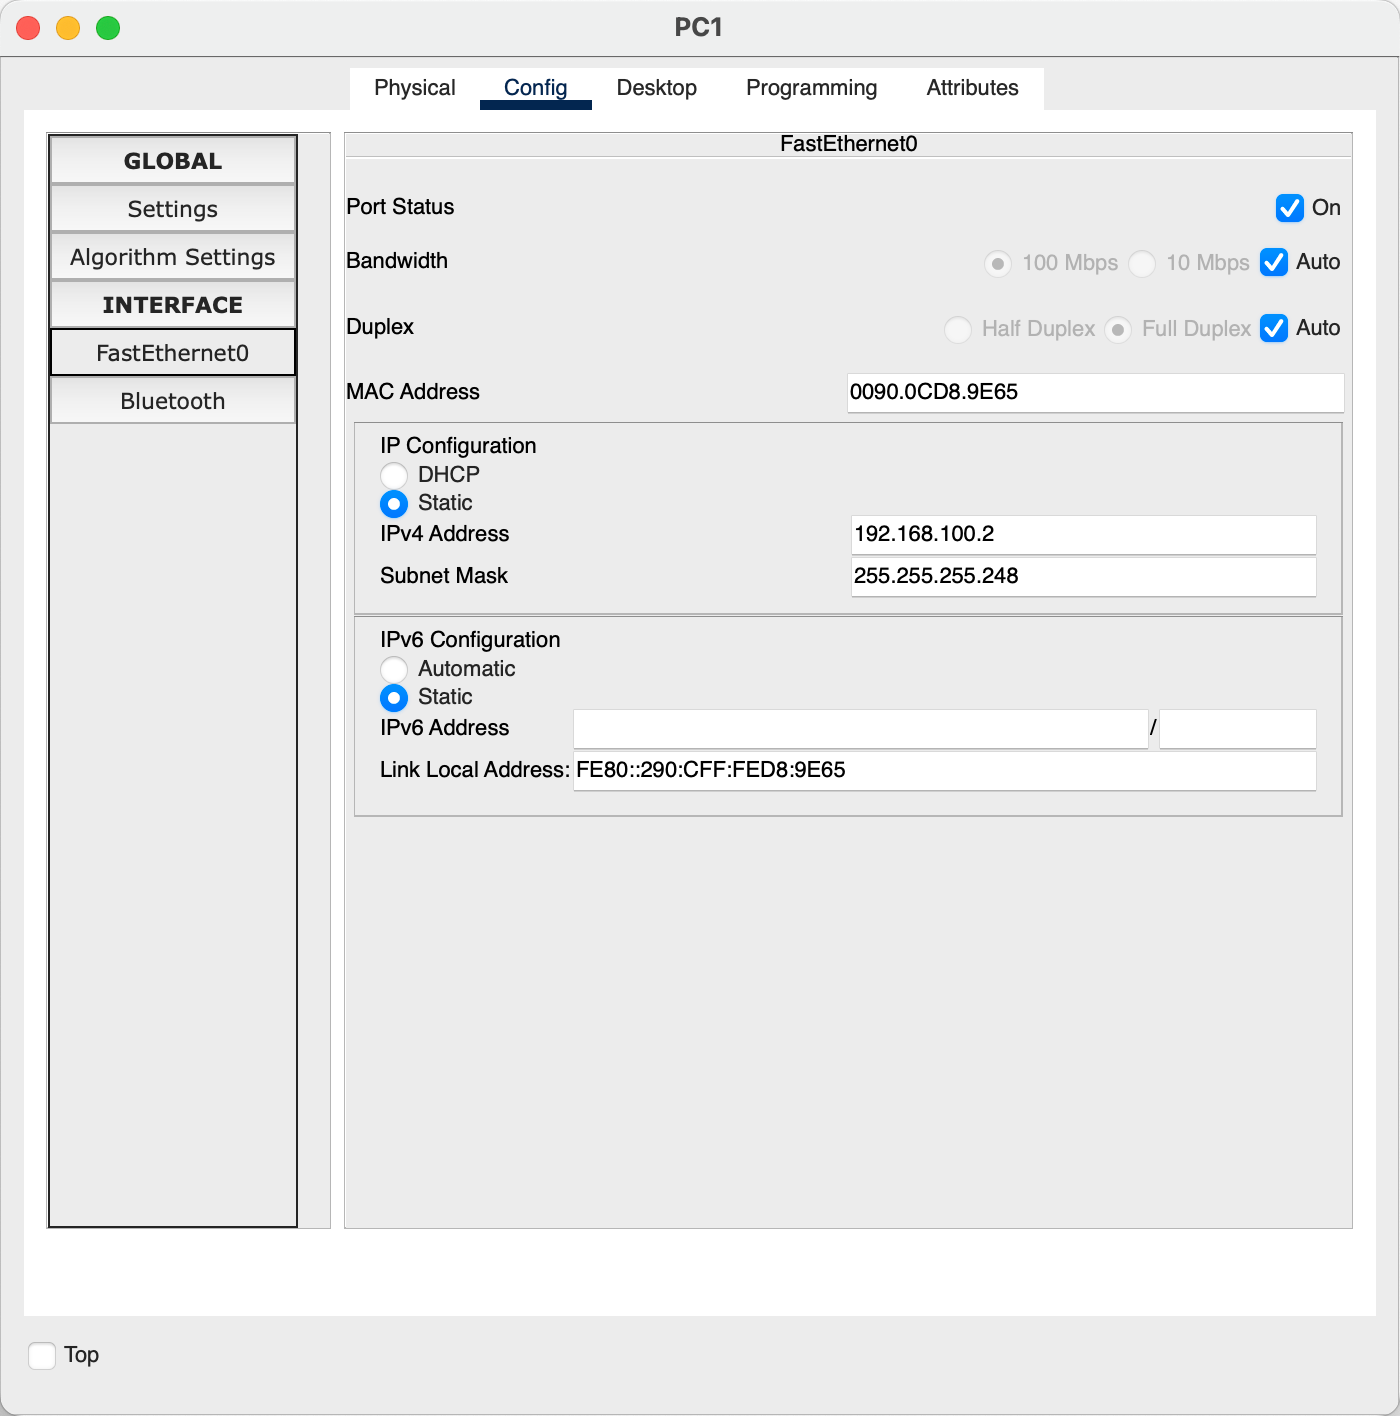 PC1
Physical Config Desktop Programming Attributes
GLOBAL
Settings
Algorithm Settings
INTERFACE
FastEthernet0
Bluetooth
FastEthernet0
Port Status On
Bandwidth 100 Mbps 10 Mbps Auto
Duplex Half Duplex Full Duplex Auto
MAC Address 0090.0CD8.9E65
IP Configuration
DHCP
Static
IPv4 Address 192.168.100.2
Subnet Mask 255.255.255.248
IPv6 Configuration
Automatic
Static
IPv6 Address /
Link Local Address: FE80::290:CFF:FED8:9E65
Top